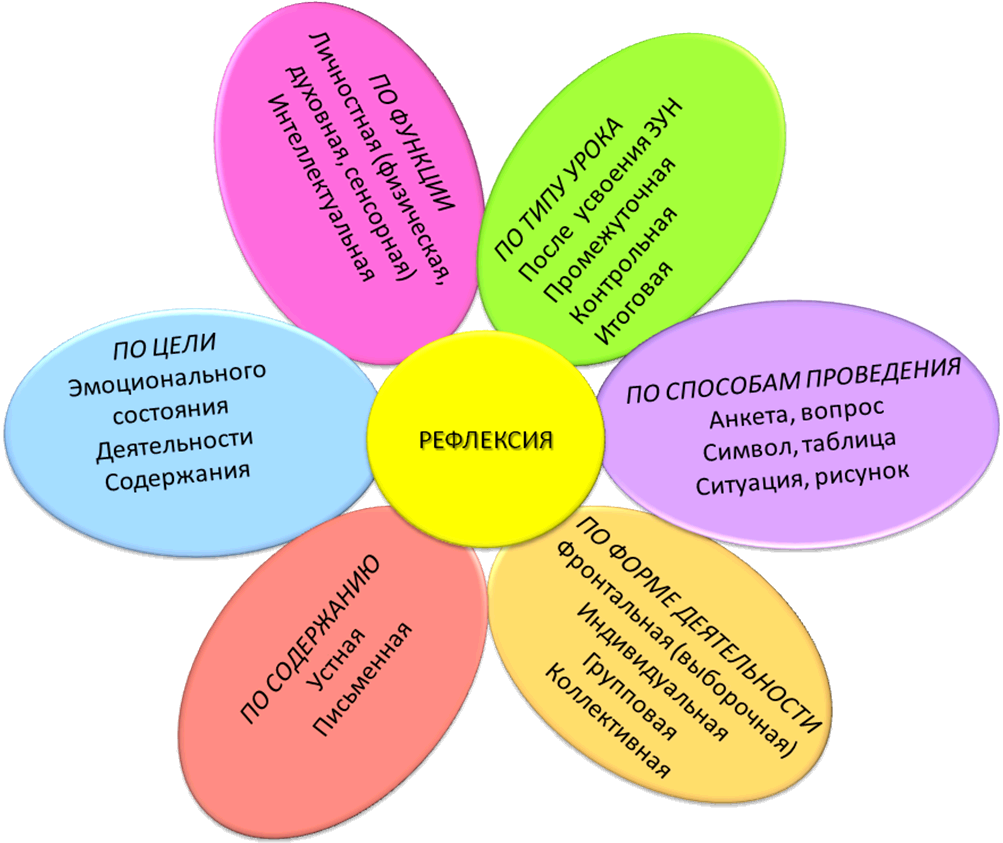 ПО ФУНКЦИИ
Личностная (физическая,
духовная, сенсорная)
Интеллектуальная
ПО ТИПУ УРОКА
После усвоения ЗУН
Промежуточная
Контрольная
Итоговая
ПО ЦЕЛИ
Эмоционального
состояния
Деятельности
Содержания
РЕФЛЕКСИЯ
ПО СПОСОБАМ ПРОВЕДЕНИЯ
Анкета, вопрос
Символ, таблица
Ситуация, рисунок
ПО СОДЕРЖАНИЮ
Устная
Письменная
ПО ФОРМЕ ДЕЯТЕЛЬНОСТИ
фронтальная (выборочная)
Индивидуальная
Групповая
Коллективная